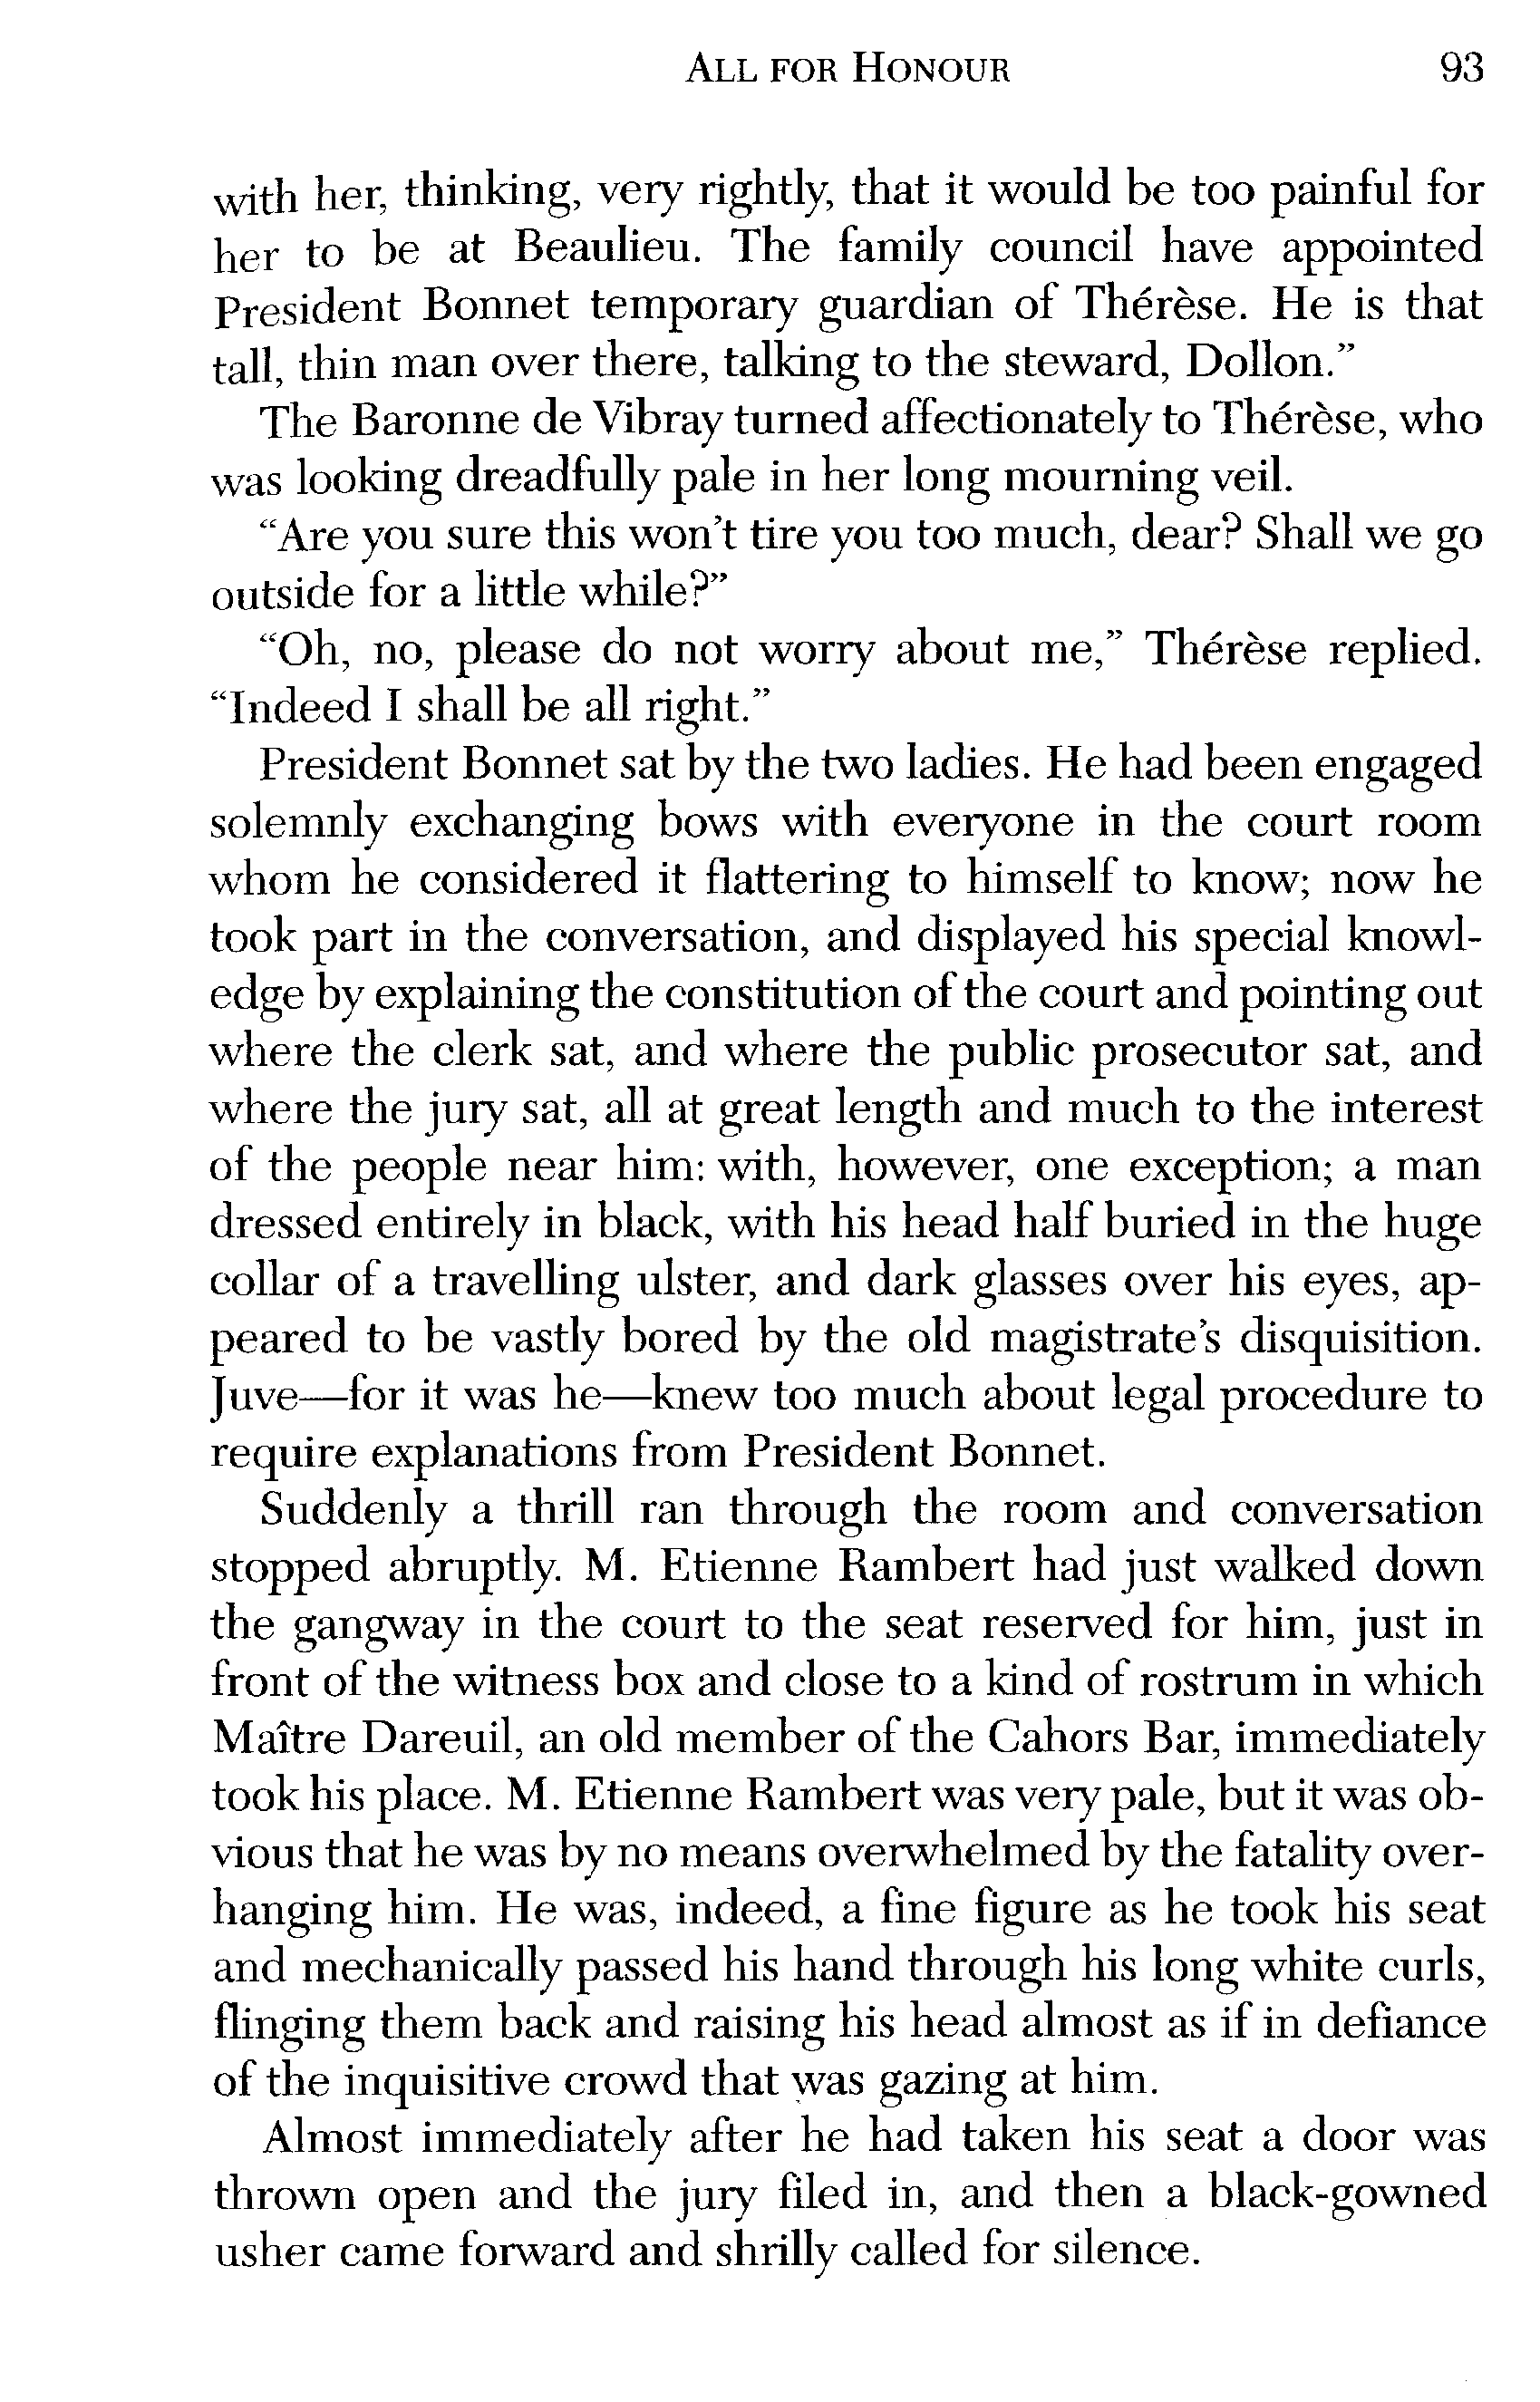 ALL FOR HONOUR 93
with her, thinking, very rightly, that it would be too painful for
her to be at Beaulieu. The family council have appointed
President Bonnet temporary guardian of Thérèse. He is that
tall, thin man over there, talking to the steward, Dollon.”
The Baronne de Vibray turned affectionately to Thérèse, who
was looking dreadfully pale in her long mourning veil.
“Are you sure this won’t tire you too much, dear? Shall we go
outside for a little while?”
“Oh, no, please do not worry about me,” Thérèse replied.
“Indeed I shall be all right.”
President Bonnet sat by the two ladies. He had been engaged
solemnly exchanging bows with everyone in the court room
whom he considered it flattering to himself to know; now he
took part in the conversation, and displayed his special knowl-
edge by explaining the constitution of the court and pointing out
where the clerk sat, and where the public prosecutor sat, and
where the jury sat, all at great length and much to the interest
of the people near him: with, however, one exception; a man
dressed entirely in black, with his head half buried in the huge
collar of a travelling ulster, and dark glasses over his eyes, ap-
peared to be vastly bored by the old magistrate’s disquisition.
Juve—for it was he—knew too much about legal procedure to
require explanations from President Bonnet.
Suddenly a thrill ran through the room and conversation
stopped abruptly. M. Etienne Rambert had just walked down
the gangway in the court to the seat reserved for him, just in
front of the witness box and close to a kind of rostrum in which
Maître Dareuil, an old member of the Cahors Bar, immediately
took his place. M. Etienne Rambert was very pale, but it was ob-
vious that he was by no means overwhelmed by the fatality over-
hanging him. He was, indeed, a fine figure as he took his seat
and mechanically passed his hand through his long white curls,
flinging them back and raising his head almost as if in defiance
of the inquisitive crowd that was gazing at him.
Almost immediately after he had taken his seat a door was
thrown open and the jury filed in, and then a black-gowned
usher came forward and shrilly called for silence.